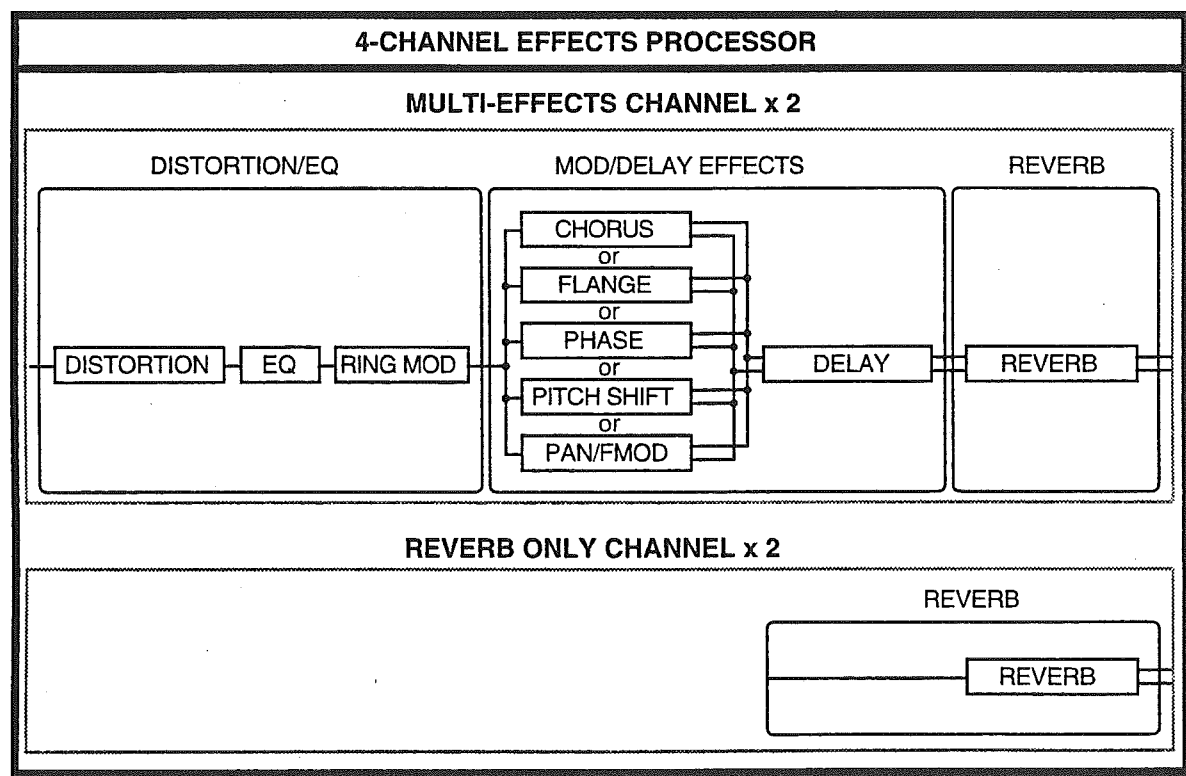 4-CHANNEL EFFECTS PROCESSOR
MULTI-EFFECTS CHANNEL x 2
DISTORTION/EQ
MOD/DELAY EFFECTS
REVERB
CHORUS
or
FLANGE
or
PHASE
or
PITCH SHIFT
or
PAN/FMOD
DISTORTION
EQ
RING MOD
DELAY
REVERB
REVERB ONLY CHANNEL x 2
REVERB
REVERB